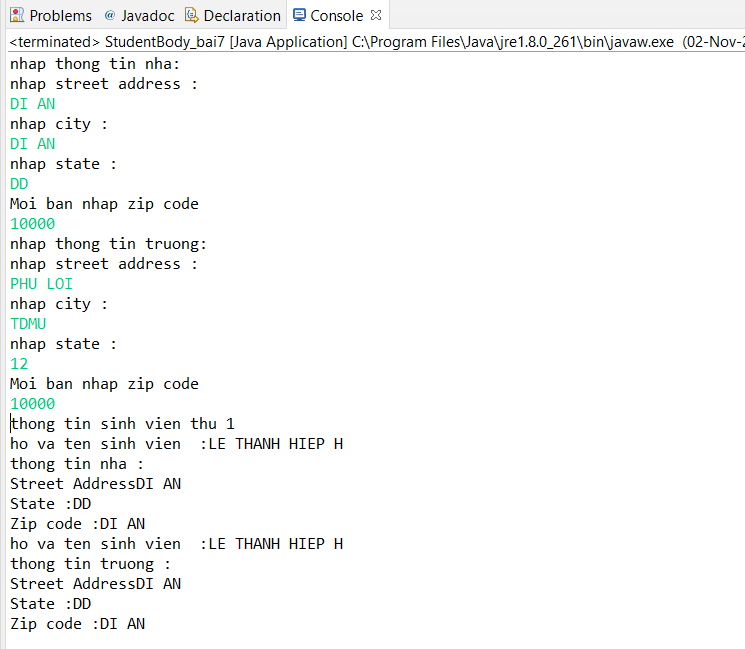 Problems @ Javadoc Declaration Console
<terminated> StudentBody_bai7 [Java Application] C:\Program Files\Java\jre1.8.0_261\bin\javaw.exe (02-Nov-2
nhap thong tin nha:
nhap street address :
DI AN
nhap city :
DI AN
nhap state :
DD
Moi ban nhap zip code
10000
nhap thong tin truong:
nhap street address :
PHU LOI
nhap city :
TDMU
nhap state :
12
Moi ban nhap zip code
10000
thong tin sinh vien thu 1
ho va ten sinh vien  :LE THANH HIEP H
thong tin nha :
Street AddressDI AN
State :DD
Zip code :DI AN
ho va ten sinh vien  :LE THANH HIEP H
thong tin truong :
Street AddressDI AN
State :DD
Zip code :DI AN